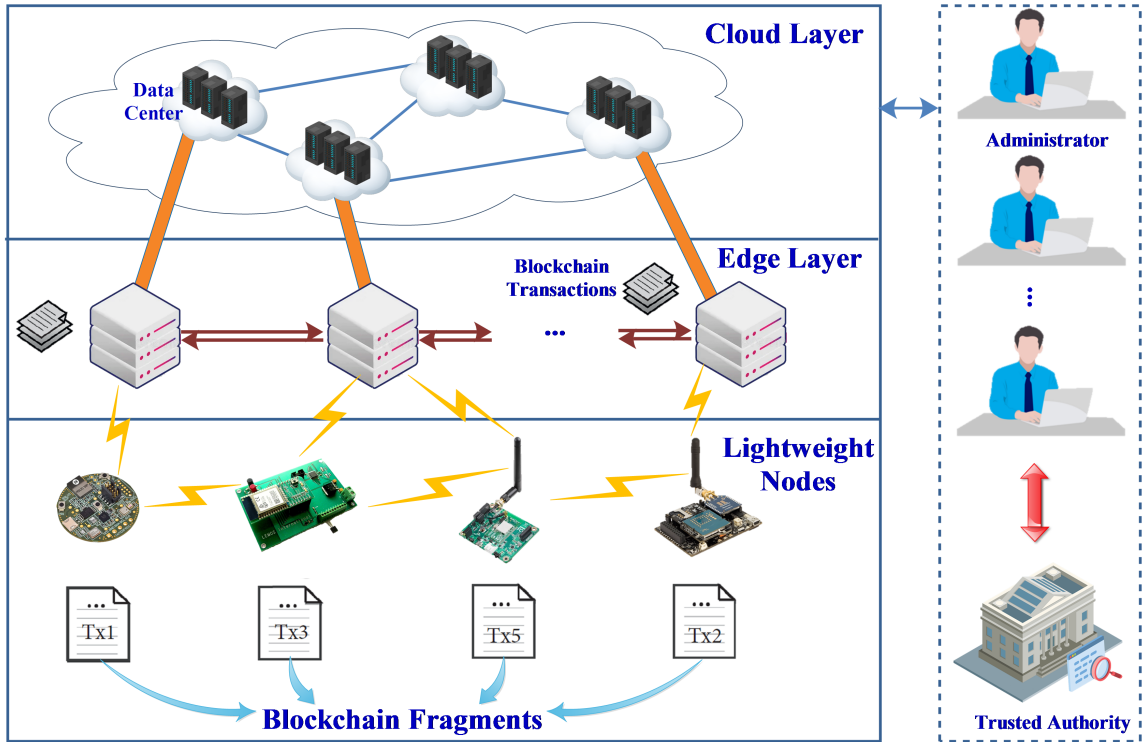 Cloud Layer
Data
Center
Administrator
Edge Layer
Blockchain
Transactions
...
...
Lightweight
Nodes
...
Tx1
...
Tx3
...
Tx5
...
Tx2
Blockchain Fragments
Trusted Authority